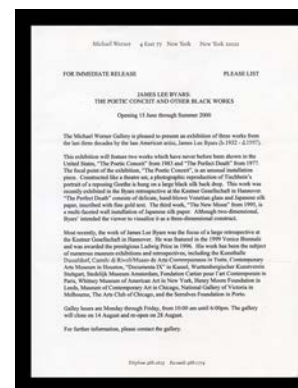 Michael Werner 4 East 77 New York New York 10021
FOR IMMEDIATE RELEASE PLEASE LIST
JAMES LEE BYARS:
THE POETIC CONCEIT AND OTHER BLACK WORKS
Opening 15 June through Summer 2000
The Michael Werner Gallery is pleased to present an exhibition of three works from
the last three decades by the late American artist, James Lee Byars (b.1932 - d.1997).
This exhibition will feature two works which have never before been shown in the
United States, "The Poetic Conceit" from 1983 and "The Perfect Death" from 1977.
The focal point of the exhibition, "The Poetic Conceit", is an unusual installation
piece. Constructed like a theatre set, a photographic reproduction of Tischbein's
portrait of a reposing Goethe is hung on a large black silk back drop. This work was
recently exhibited in the Byars retrospective at the Kestner Gesellschaft in Hannover.
"The Perfect Death" consists of delicate, hand-blown Venetian glass and Japanese silk
paper, inscribed with fine gold text. The third work, "The New Moon" from 1995, is
a multi-faceted wall installation of Japanese silk paper. Although two-dimensional,
Byars' intended the viewer to visualize it as a three-dimensional construct.
Most recently, the work of James Lee Byars was the focus of a large retrospective at
the Kestner Gesellschaft in Hannover. He was featured in the 1999 Venice Biennale
and was awarded the prestigious Ludwig Prize in 1996. His work has been the subject
of numerous museum exhibitions and retrospectives, including the Kunsthalle
Dusseldorf, Castello di Rivoli/Museo de Arte Contemporaneo in Turin, Contemporary
Arts Museum in Houston, "Documenta IX" in Kassel, Wurttembergischer Kunstverein
Stuttgart, Stedelijk Museum Amsterdam, Fondation Cartier pour l'art Contemporain in
Paris, Whitney Museum of American Art in New York, Henry Moore Foundation in
Leeds, Museum of Contemporary Art in Chicago, National Gallery of Victoria in
Melbourne, The Arts Club of Chicago, and the Serralves Foundation in Porto.
Galley hours are Monday through Friday, from 10:00 am until 6:00pm. The gallery
will close on 14 August and re-open on 28 August.
For further information, please contact the gallery.
Telephone Facsimile